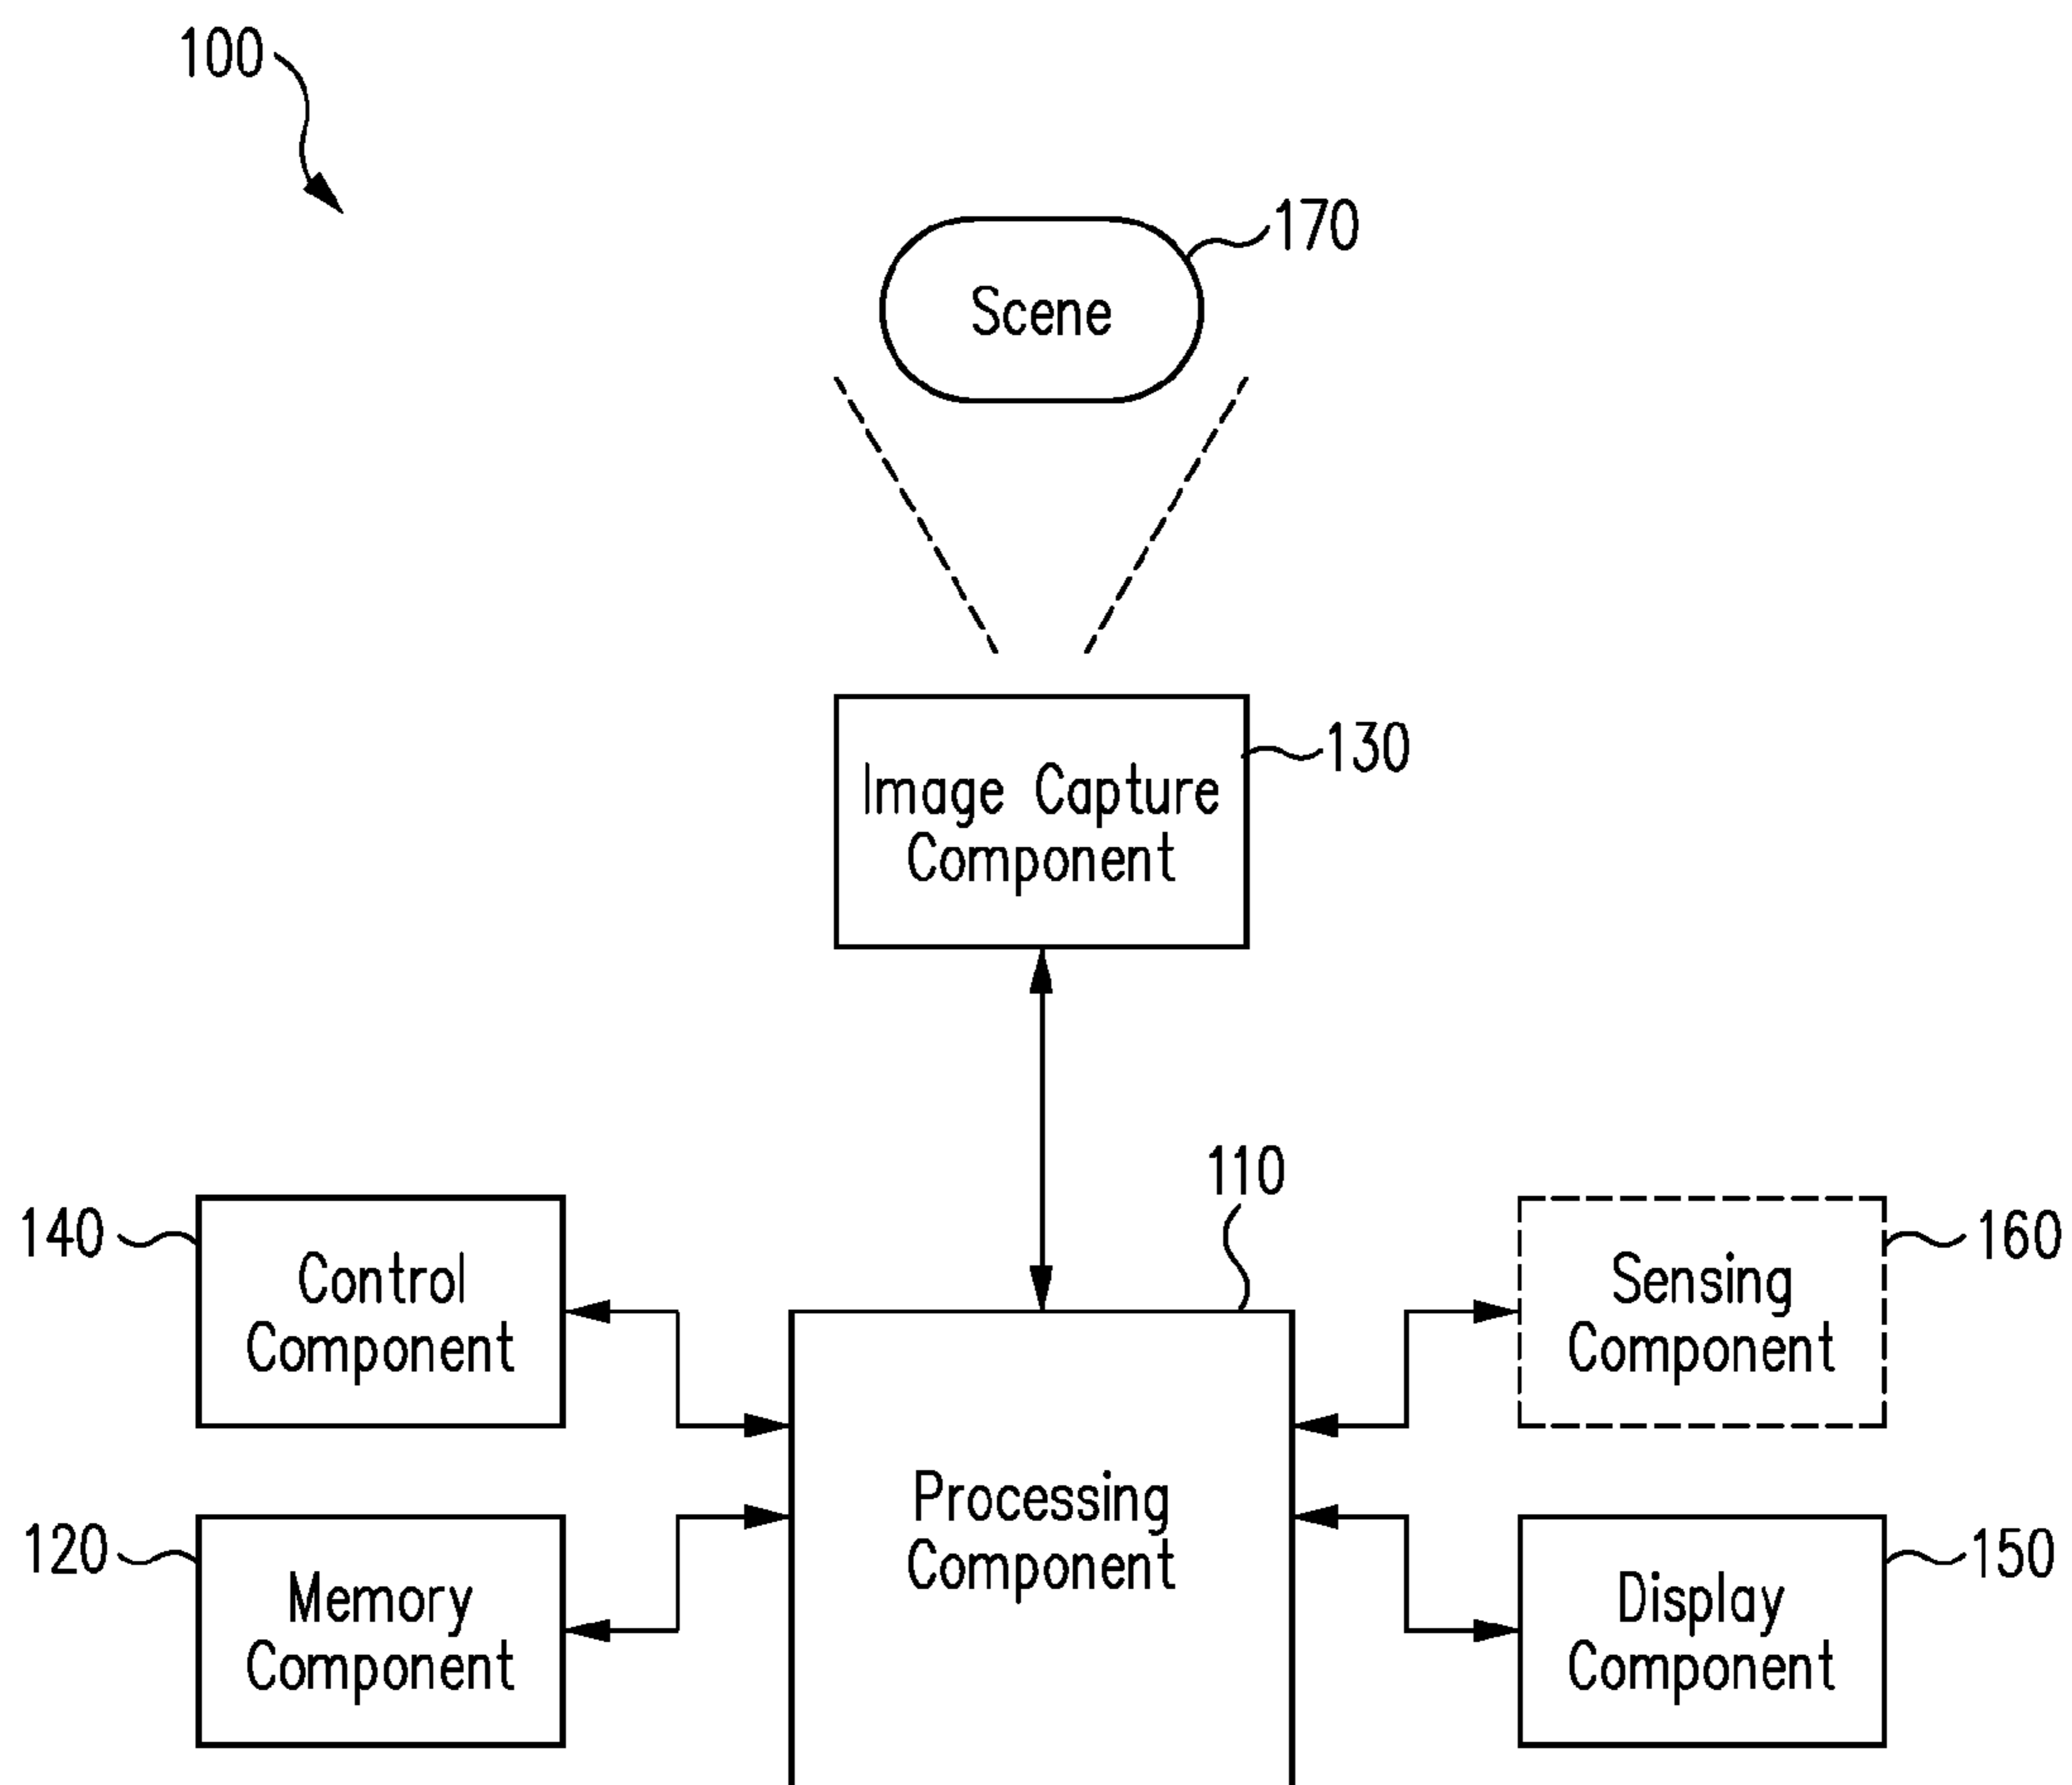 100
170
Scene
130
Image Capture
Component
110
140
Control
Component
160
Sensing
Component
Processing
Component
120
Memory
Component
150
Display
Component